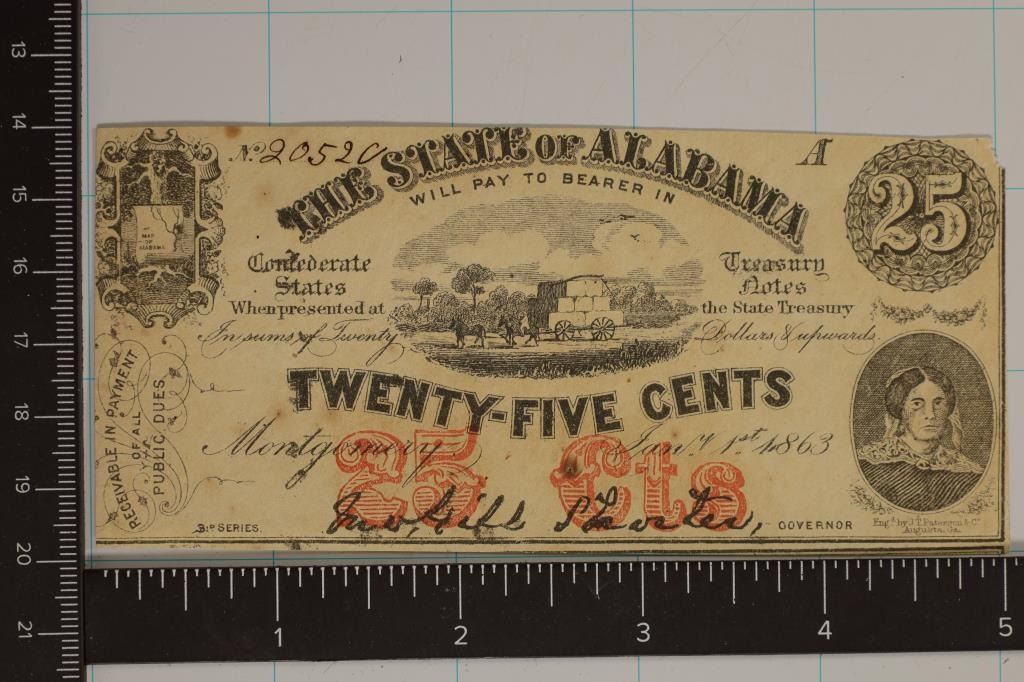 No. 20520
A
THE STATE OF ALABAMA
WILL PAY TO BEARER IN
25
MAP
OF
ALABAMA
Confederate
States
When presented at
In sums of Twenty
Treasury
Notes
the State Treasury
Dollars & upwards.
TWENTY-FIVE CENTS
RECEIVABLE IN PAYMENT
OF ALL
PUBLIC DUES.
Montgomery Jany. 1st. 1863
25 Cts
3D. SERIES.
GOVERNOR
Engd. by J.T. Paterson & Co
Augusta, Ga.
13
14
15
16
17
18
19
20
21
1 2 3 4 5